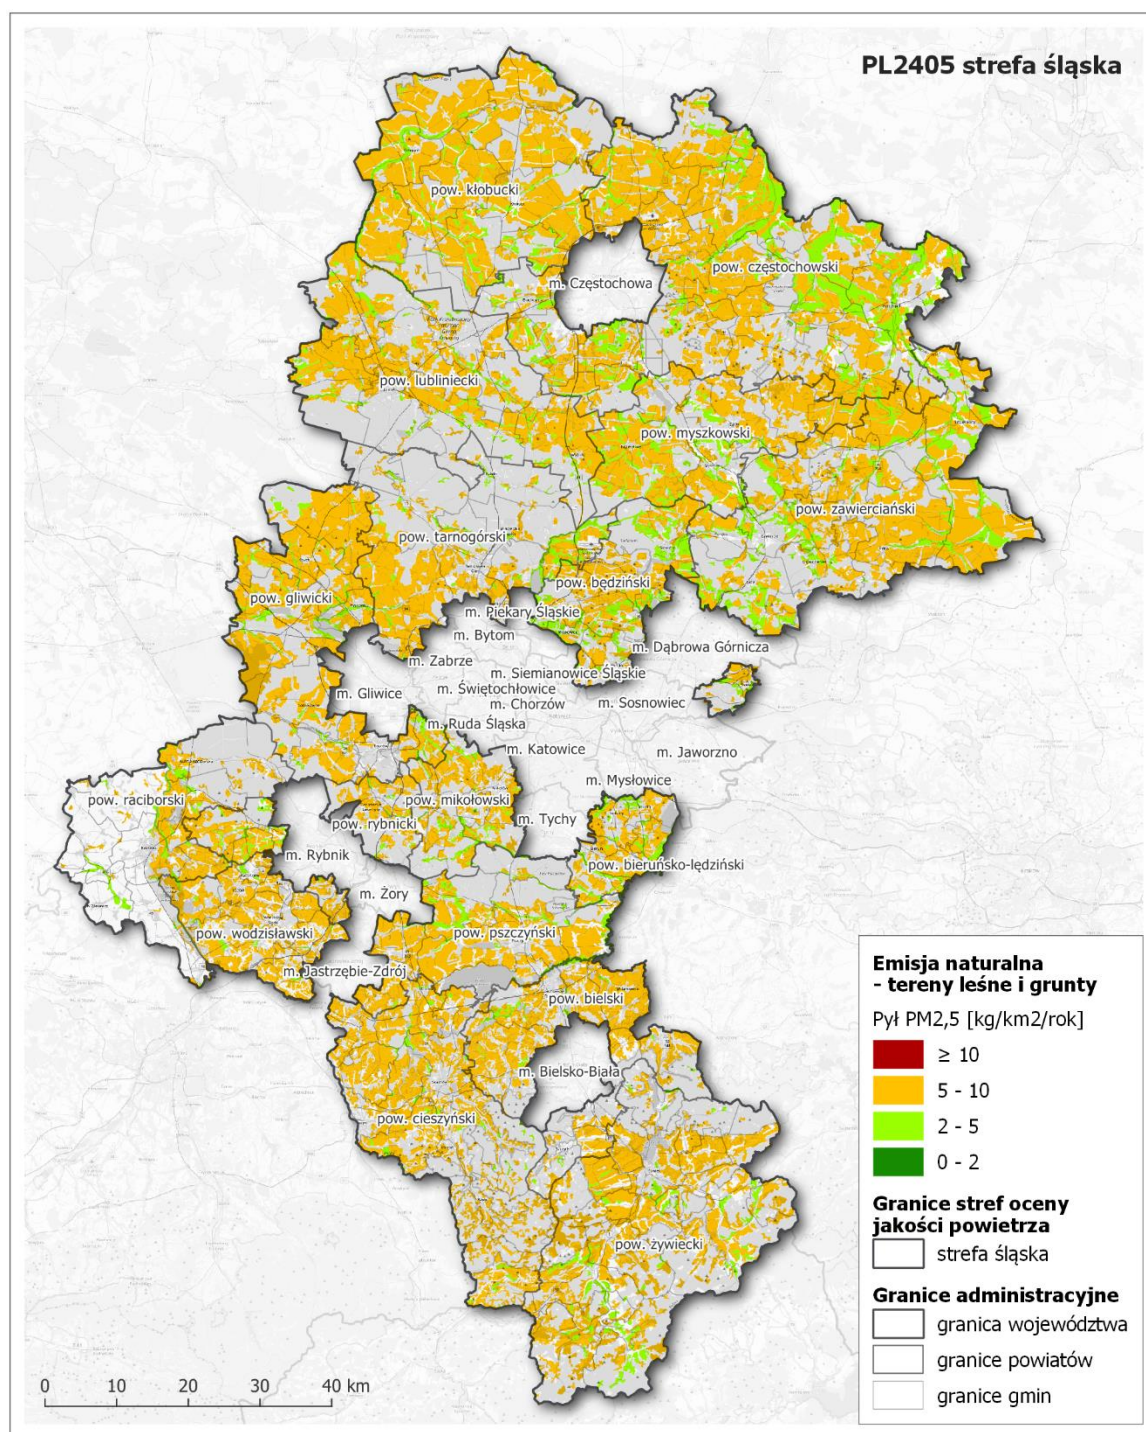 PL2405 strefa śląska
pow. kłobucki
pow. częstochowski
m. Częstochowa
pow. lubliniecki
pow. myszkowski
pow. zawierciański
pow. tarnogórski
pow. będziński
pow. gliwicki
m. Piekary Śląskie
m. Bytom
m. Dąbrowa Górnicza
m. Zabrze
m. Siemianowice Śląskie
m. Świętochłowice
m. Gliwice
m. Chorzów
m. Sosnowiec
m. Ruda Śląska
m. Katowice
m. Jaworzno
m. Mysłowice
pow. raciborski
pow. mikołowski
pow. rybnicki
m. Tychy
m. Rybnik
pow. bieruńsko-lędziński
m. Żory
pow. wodzisławski
pow. pszczyński
m. Jastrzębie-Zdrój
pow. bielski
m. Bielsko-Biała
pow. cieszyński
pow. żywiecki
Emisja naturalna
- tereny leśne i grunty
Pył PM2,5 [kg/km2/rok]
≥ 10
5 - 10
2 - 5
0 - 2
Granice stref oceny
jakości powietrza
strefa śląska
Granice administracyjne
granica województwa
granice powiatów
granice gmin
0 10 20 30 40 km